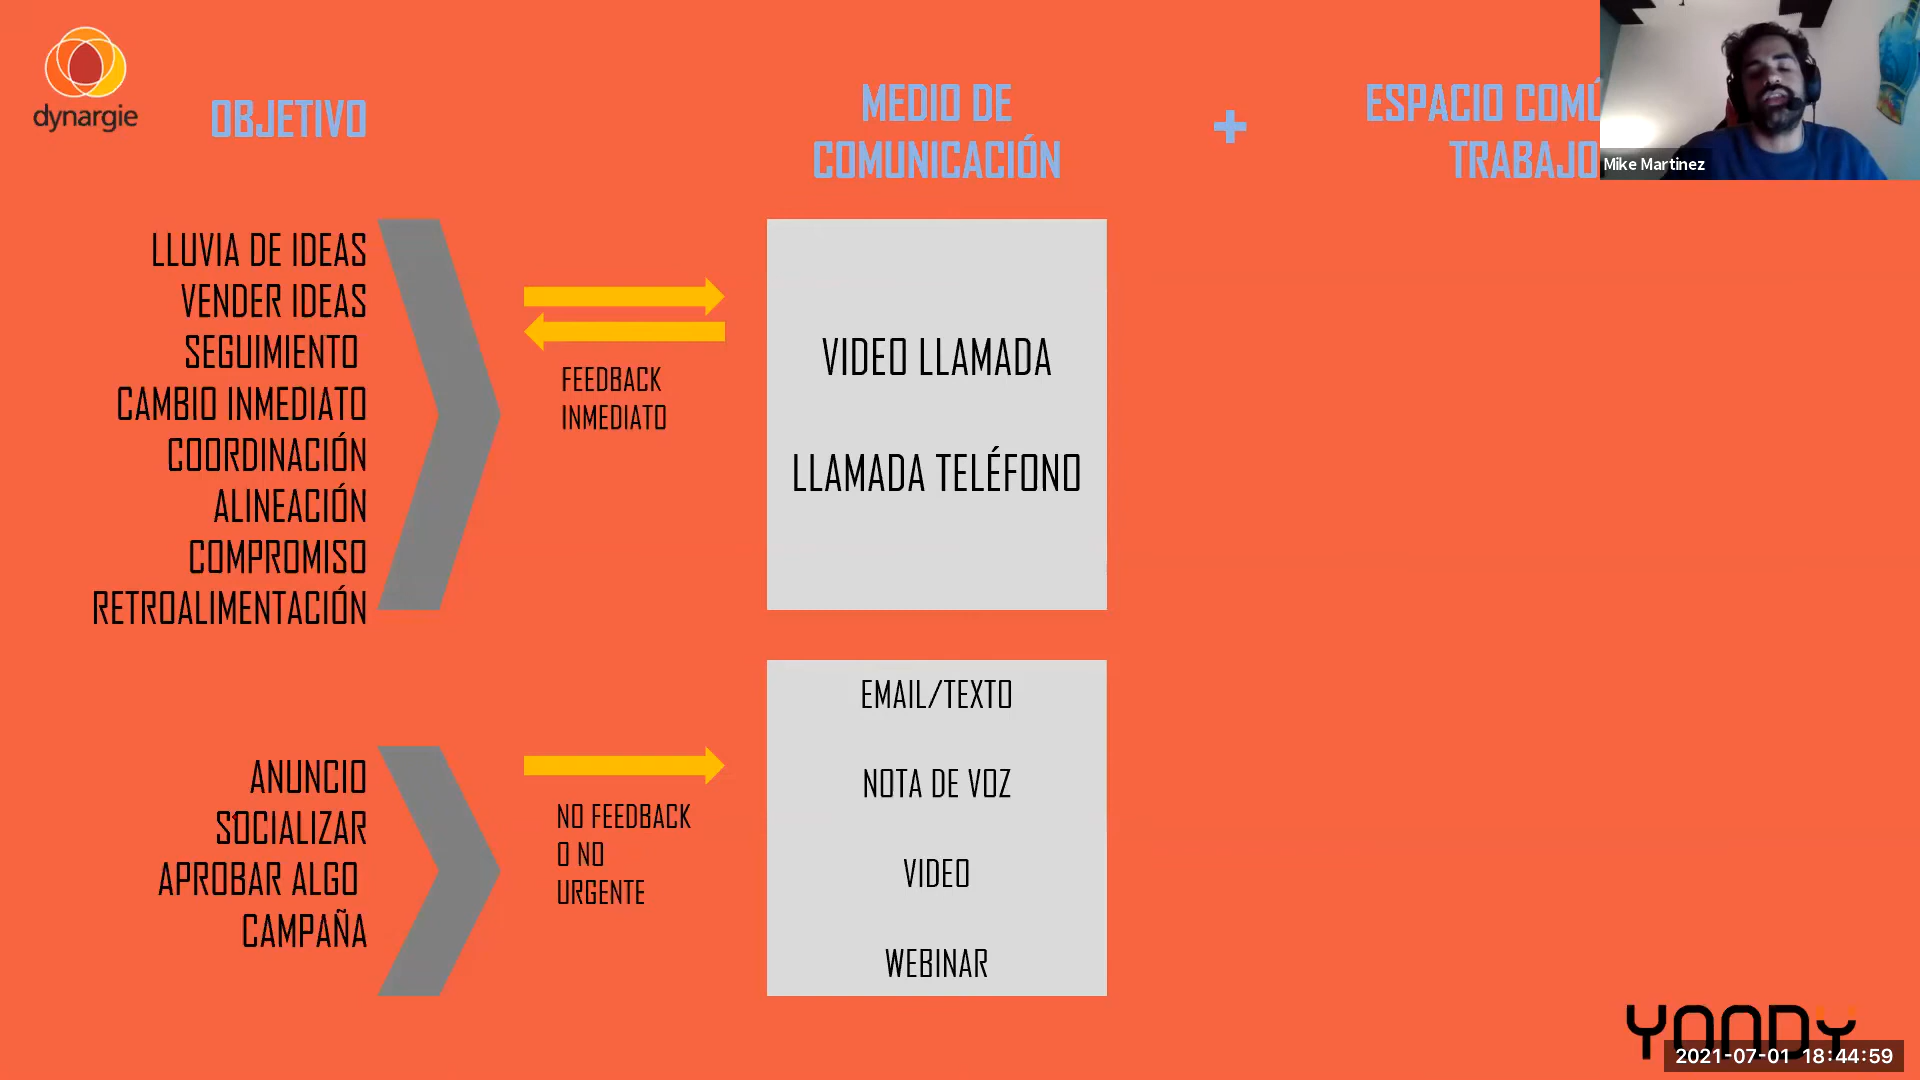 dynargie
OBJETIVO
MEDIO DE
COMUNICACIÓN
+
ESPACIO COMÚ
TRABAJO
Mike Martinez
LLUVIA DE IDEAS
VENDER IDEAS
SEGUIMIENTO
CAMBIO INMEDIATO
COORDINACIÓN
ALINEACIÓN
COMPROMISO
RETROALIMENTACIÓN
FEEDBACK
INMEDIATO
VIDEO LLAMADA
LLAMADA TELÉFONO
ANUNCIO
SOCIALIZAR
APROBAR ALGO
CAMPAÑA
NO FEEDBACK
O NO
URGENTE
EMAIL/TEXTO
NOTA DE VOZ
VIDEO
WEBINAR
2021-07-01 18:44:59